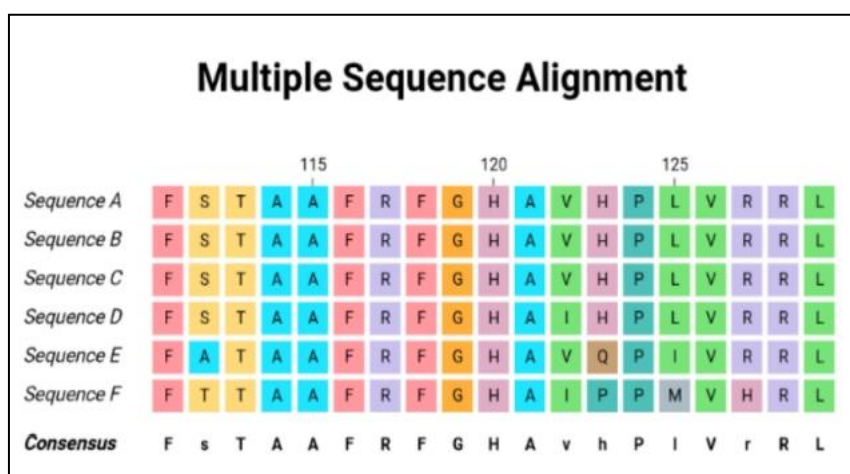 Multiple Sequence Alignment
115 120 125
Sequence A F S T A A F R F G H A V H P L V R R L
Sequence B F S T A A F R F G H A V H P L V R R L
Sequence C F S T A A F R F G H A V H P L V R R L
Sequence D F S T A A F R F G H A I H P L V R R L
Sequence E F A T A A F R F G H A V Q P I V R R L
Sequence F F T T A A F R F G H A I P P M V H R L
Consensus F s T A A F R F G H A v h P l V r R L